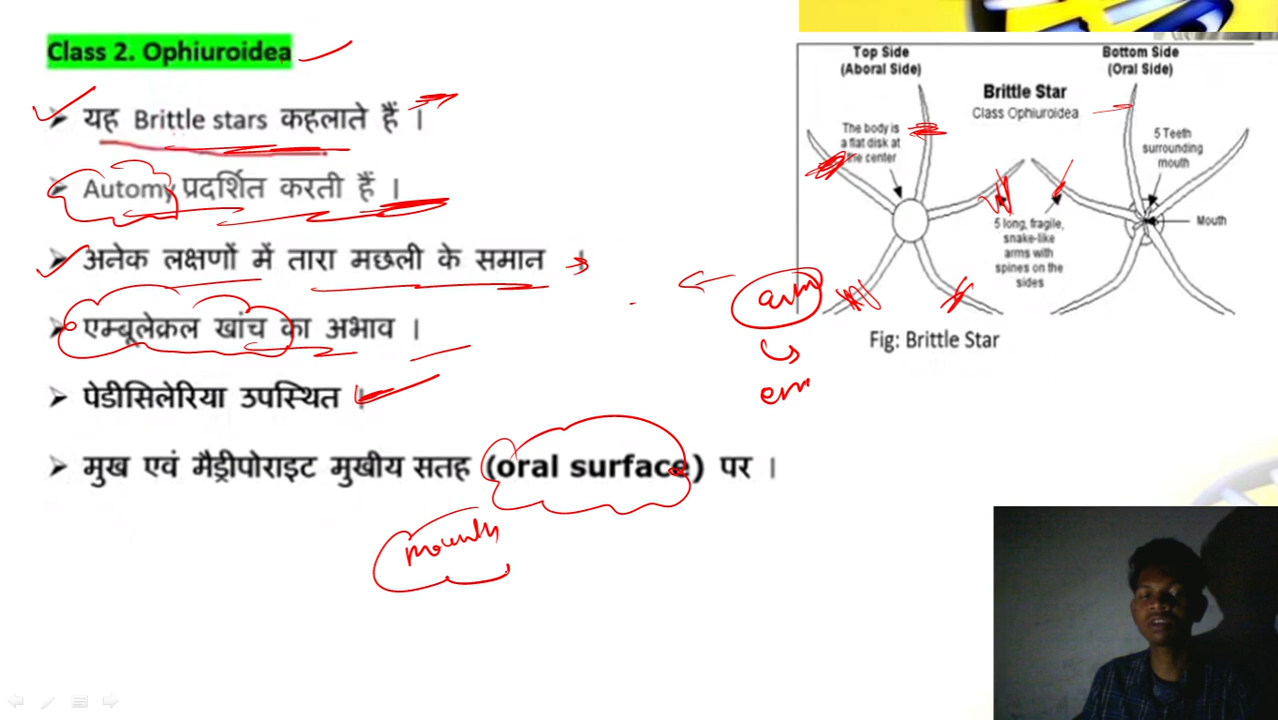 Class 2. Ophiuroidea
➢ यह Brittle stars कहलाते हैं ।
➢ Automy प्रदर्शित करती हैं ।
➢ अनेक लक्षणों में तारा मछली के समान ।
➢ एम्बूलेक्रल खांच का अभाव ।
➢ पेडीसिलेरिया उपस्थित ।
➢ मुख एवं मैड्रीपोराइट मुखीय सतह (oral surface) पर ।
Top Side
(Aboral Side)
Bottom Side
(Oral Side)
Brittle Star
Class Ophiuroidea
The body is
a flat disk at
the center
5 Teeth
surrounding
mouth
Mouth
5 long, fragile,
snake-like
arms with
spines on the
sides
Fig: Brittle Star
arm